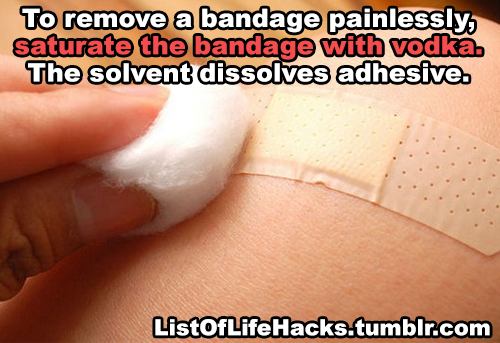 To remove a bandage painlessly,
saturate the bandage with vodka.
The solvent dissolves adhesive.
ListOfLifeHacks.tumblr.com